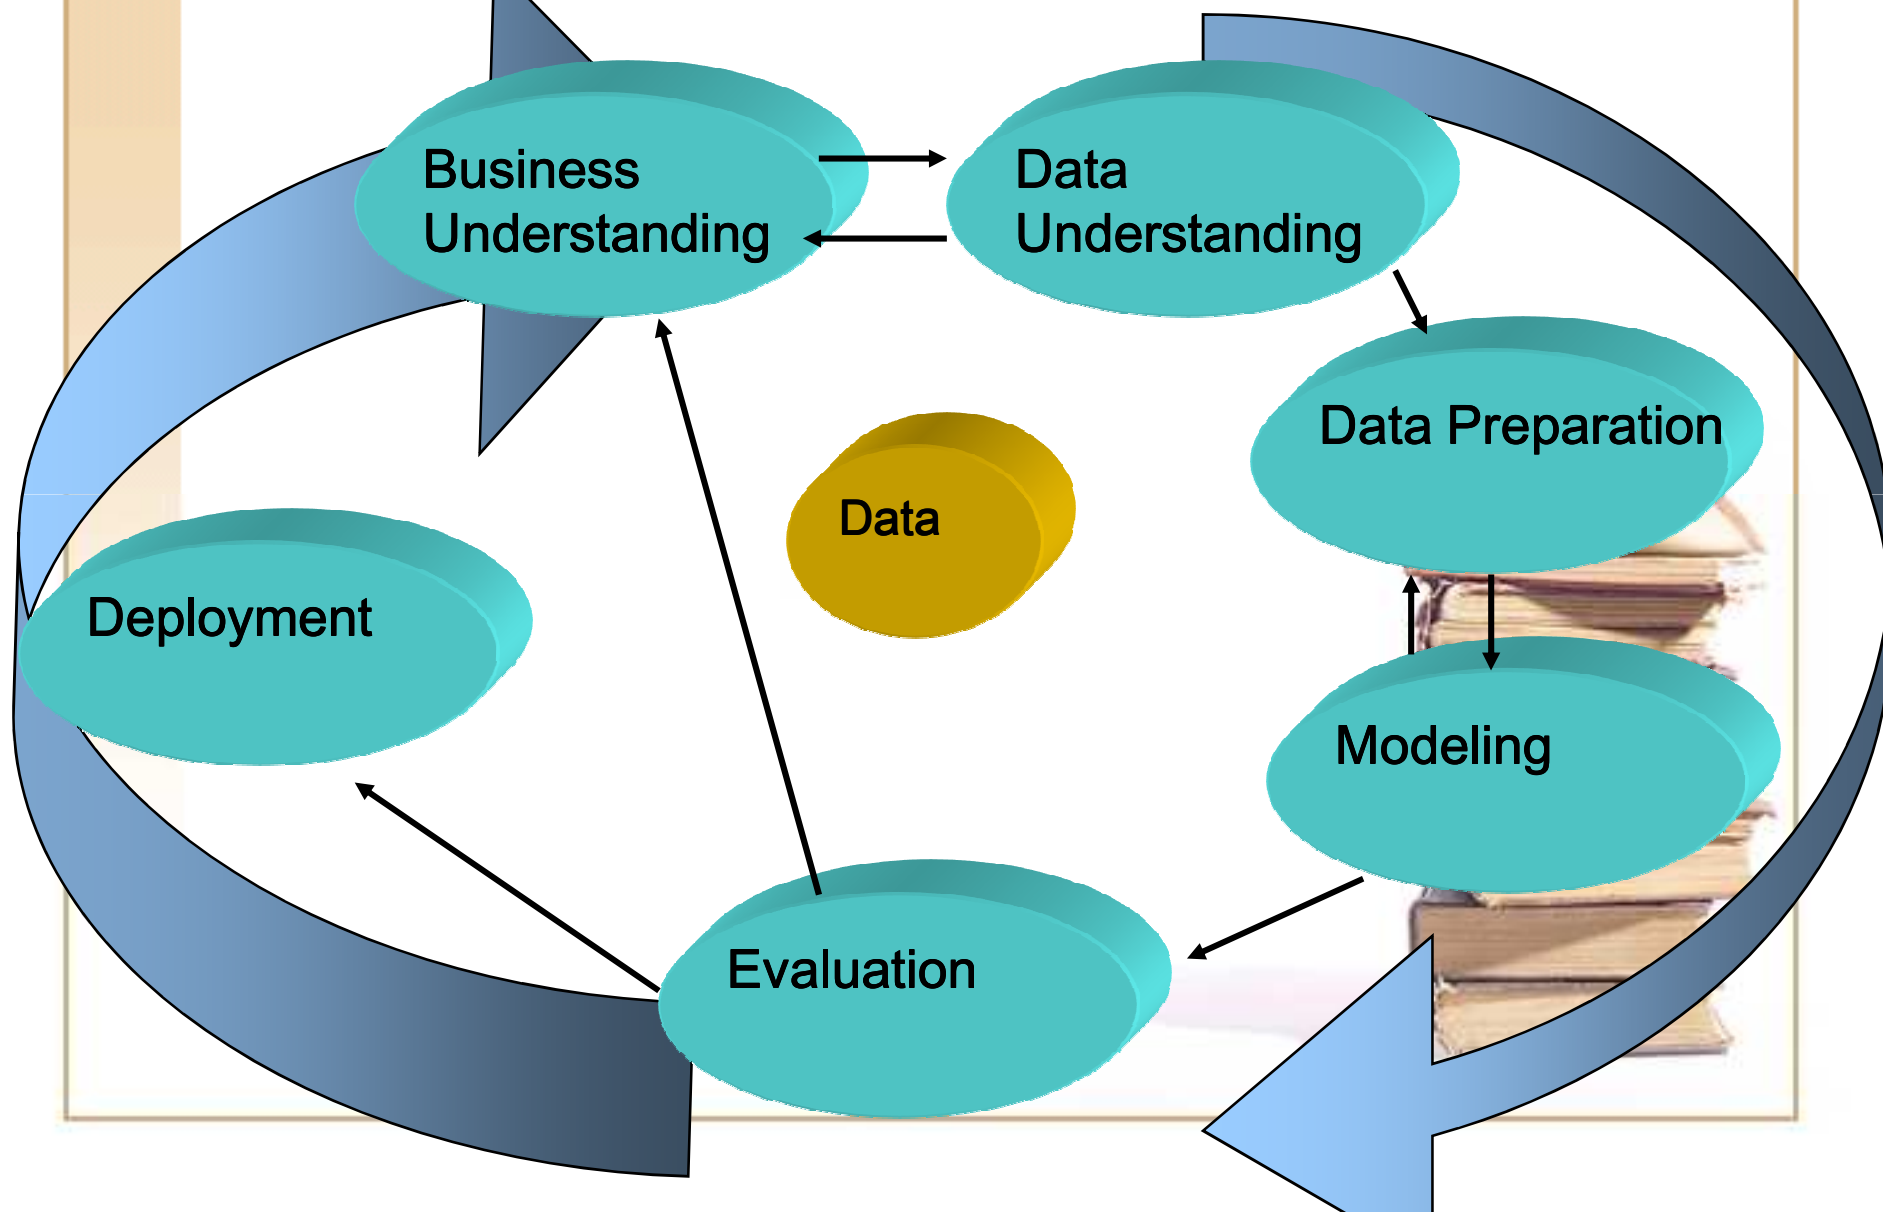 Business
Understanding
Data
Understanding
Data Preparation
Data
Deployment
Modeling
Evaluation